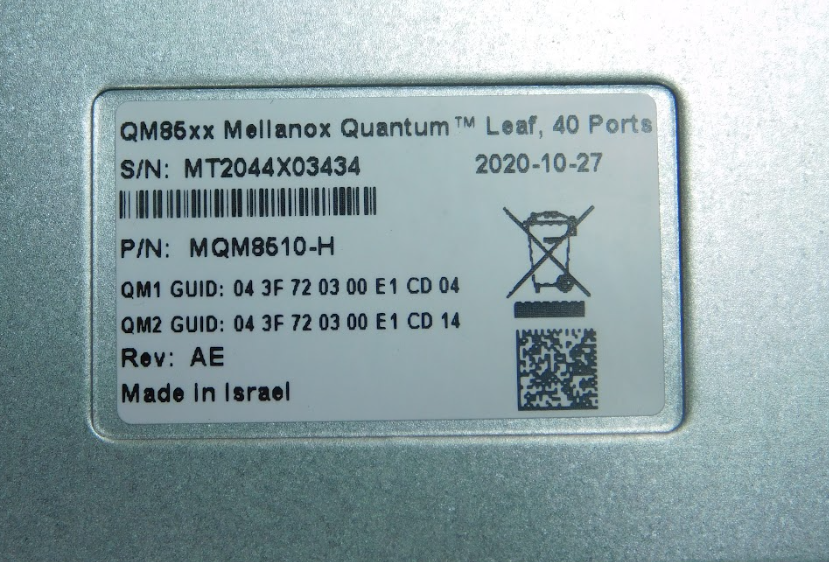 QM85xx Mellanox Quantum™ Leaf, 40 Ports
S/N: MT2044X03434
2020-10-27
P/N: MQM8510-H
QM1 GUID: 04 3F 72 03 00 E1 CD 04
QM2 GUID: 04 3F 72 03 00 E1 CD 14
Rev: AE
Made in Israel